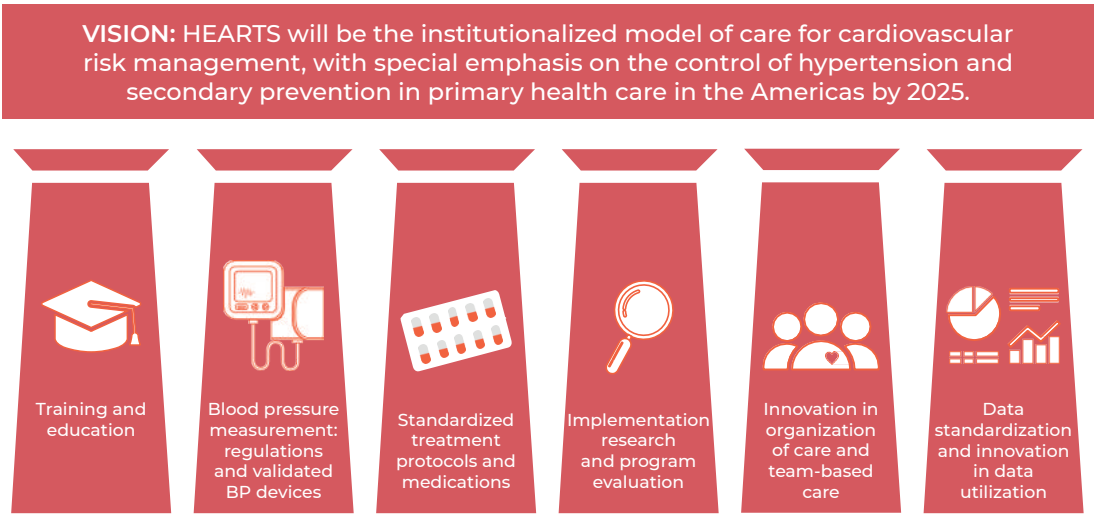 VISION: HEARTS will be the institutionalized model of care for cardiovascular
risk management, with special emphasis on the control of hypertension and
secondary prevention in primary health care in the Americas by 2025.
Training and
education
Blood pressure
measurement:
regulations
and validated
BP devices
Standardized
treatment
protocols and
medications
Implementation
research
and program
evaluation
Innovation in
organization
of care and
team-based
care
Data
standardization
and innovation
in data
utilization